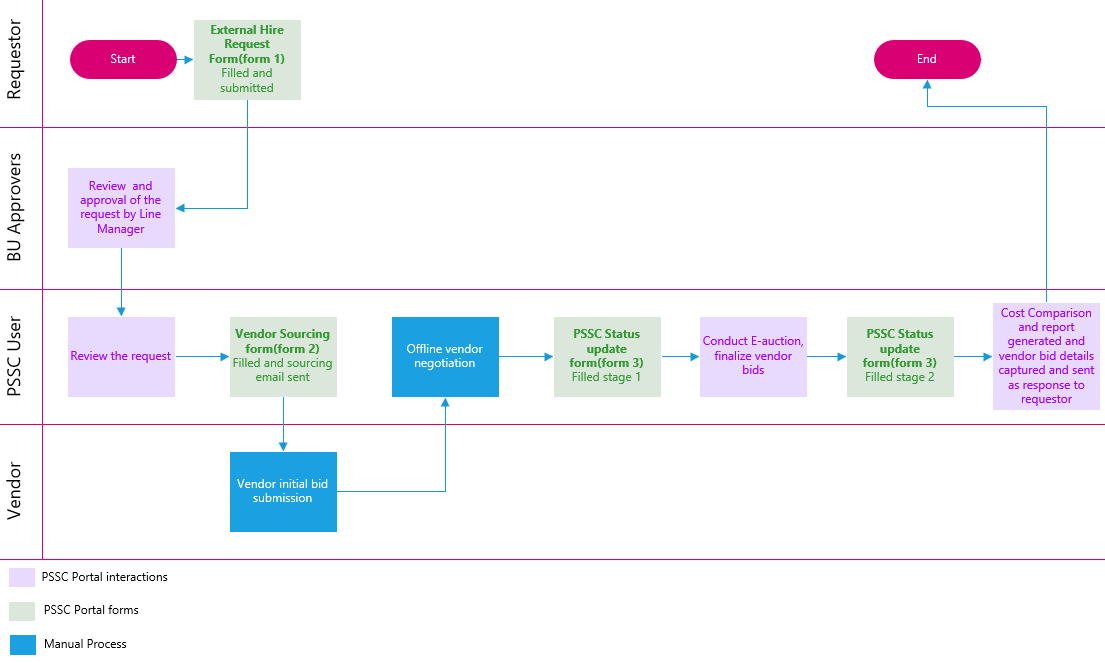 Requestor
Start
External Hire
Request
Form(form 1)
Filled and
submitted
End
BU Approvers
Review and
approval of the
request by Line
Manager
PSSC User
Review the request
Vendor Sourcing
form(form 2)
Filled and sourcing
email sent
Offline vendor
negotiation
PSSC Status
update
form(form 3)
Filled stage 1
Conduct E-auction,
finalize vendor
bids
PSSC Status
update
form(form 3)
Filled stage 2
Cost Comparison
and report
generated and
vendor bid details
captured and sent
as response to
requestor
Vendor
Vendor initial bid
submission
PSSC Portal interactions
PSSC Portal forms
Manual Process